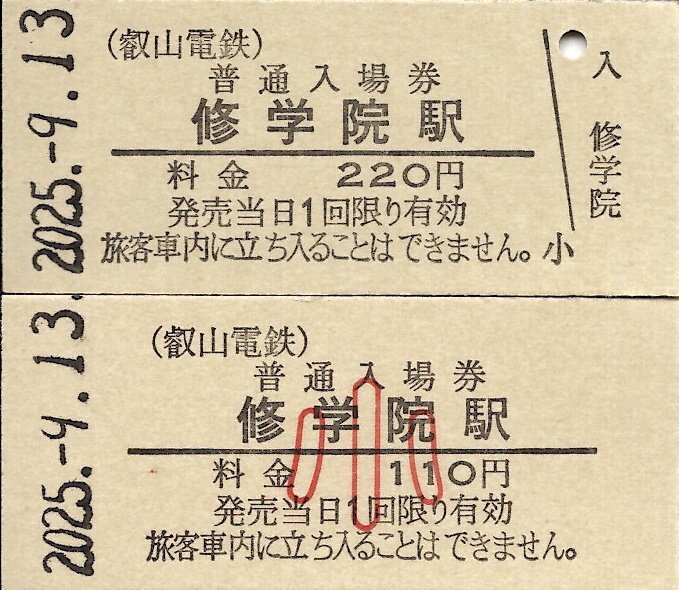 2025.-9.13
(叡山電鉄)
普通入場券
修学院駅
料金 220円
発売当日1回限り有効
旅客車内に立ち入ることはできません。
小
入
修学院
2025.-9.13.
(叡山電鉄)
普通入場券
修学院駅
料金 110円
発売当日1回限り有効
旅客車内に立ち入ることはできません。
小